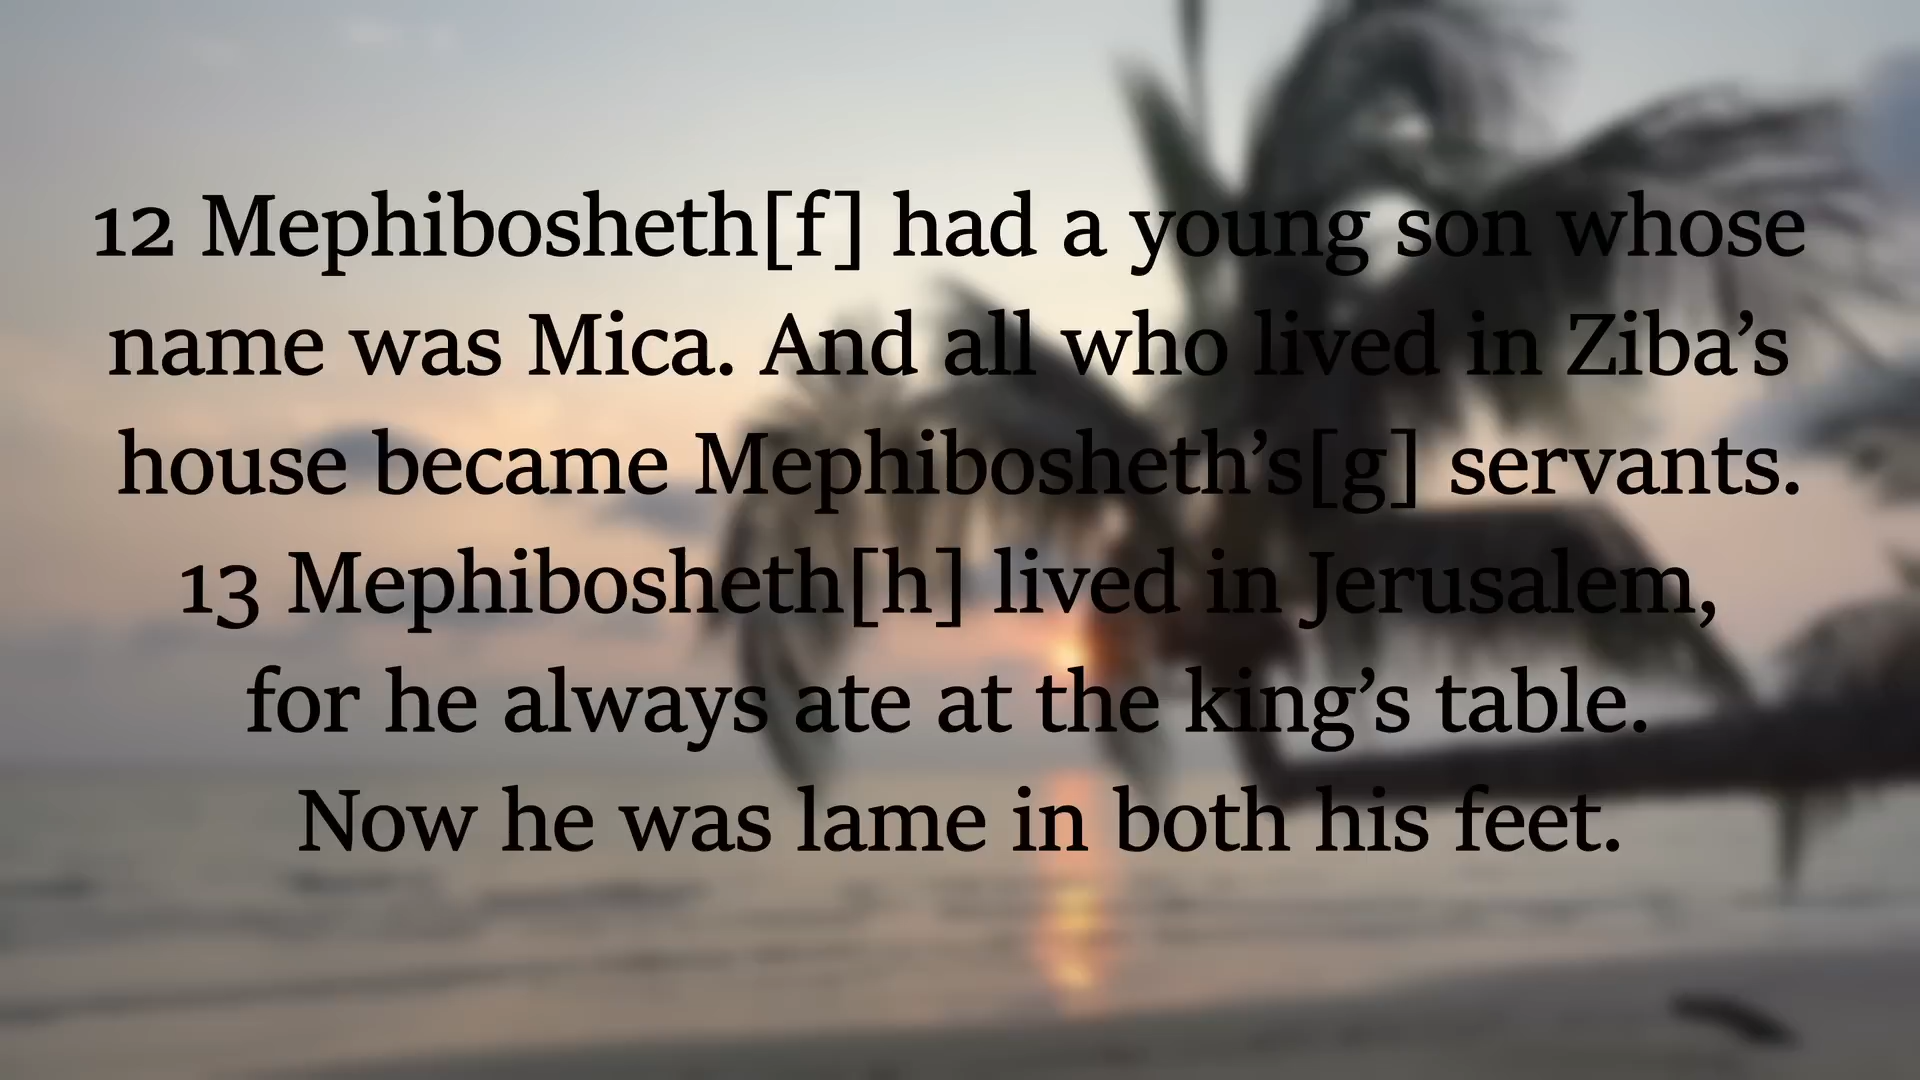 12 Mephibosheth[f] had a young son whose
name was Mica. And all who lived in Ziba’s
house became Mephibosheth’s[g] servants.
13 Mephibosheth[h] lived in Jerusalem,
for he always ate at the king’s table.
Now he was lame in both his feet.